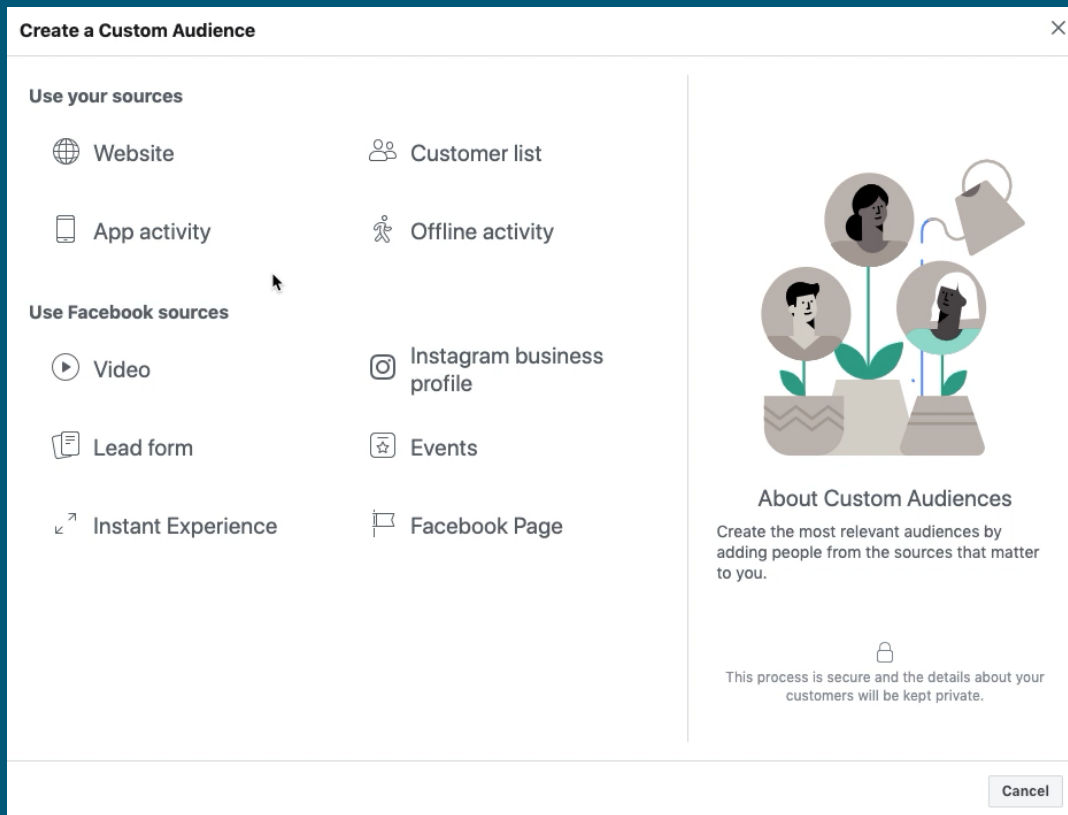 Create a Custom Audience
Use your sources
Website
Customer list
App activity
Offline activity
Use Facebook sources
Video
Instagram business
profile
Lead form
Events
Instant Experience
Facebook Page
About Custom Audiences
Create the most relevant audiences by
adding people from the sources that matter
to you.
This process is secure and the details about your
customers will be kept private.
Cancel